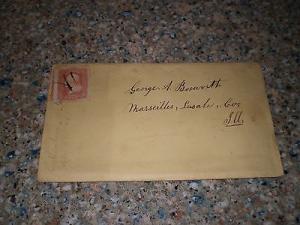 George A. Bosworth
Marseilles, Lasalle, Co.
Ill.